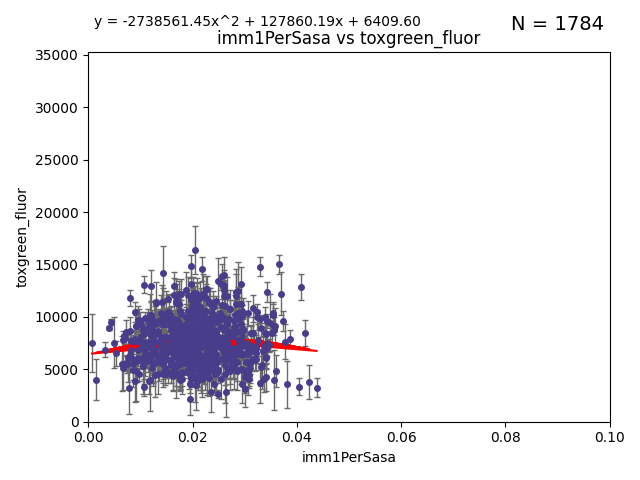 y = -2738561.45x^2 + 127860.19x + 6409.60
N = 1784
imm1PerSasa vs toxgreen_fluor
35000
30000
25000
20000
15000
10000
5000
0
toxgreen_fluor
0.00 0.02 0.04 0.06 0.08 0.10
imm1PerSasa